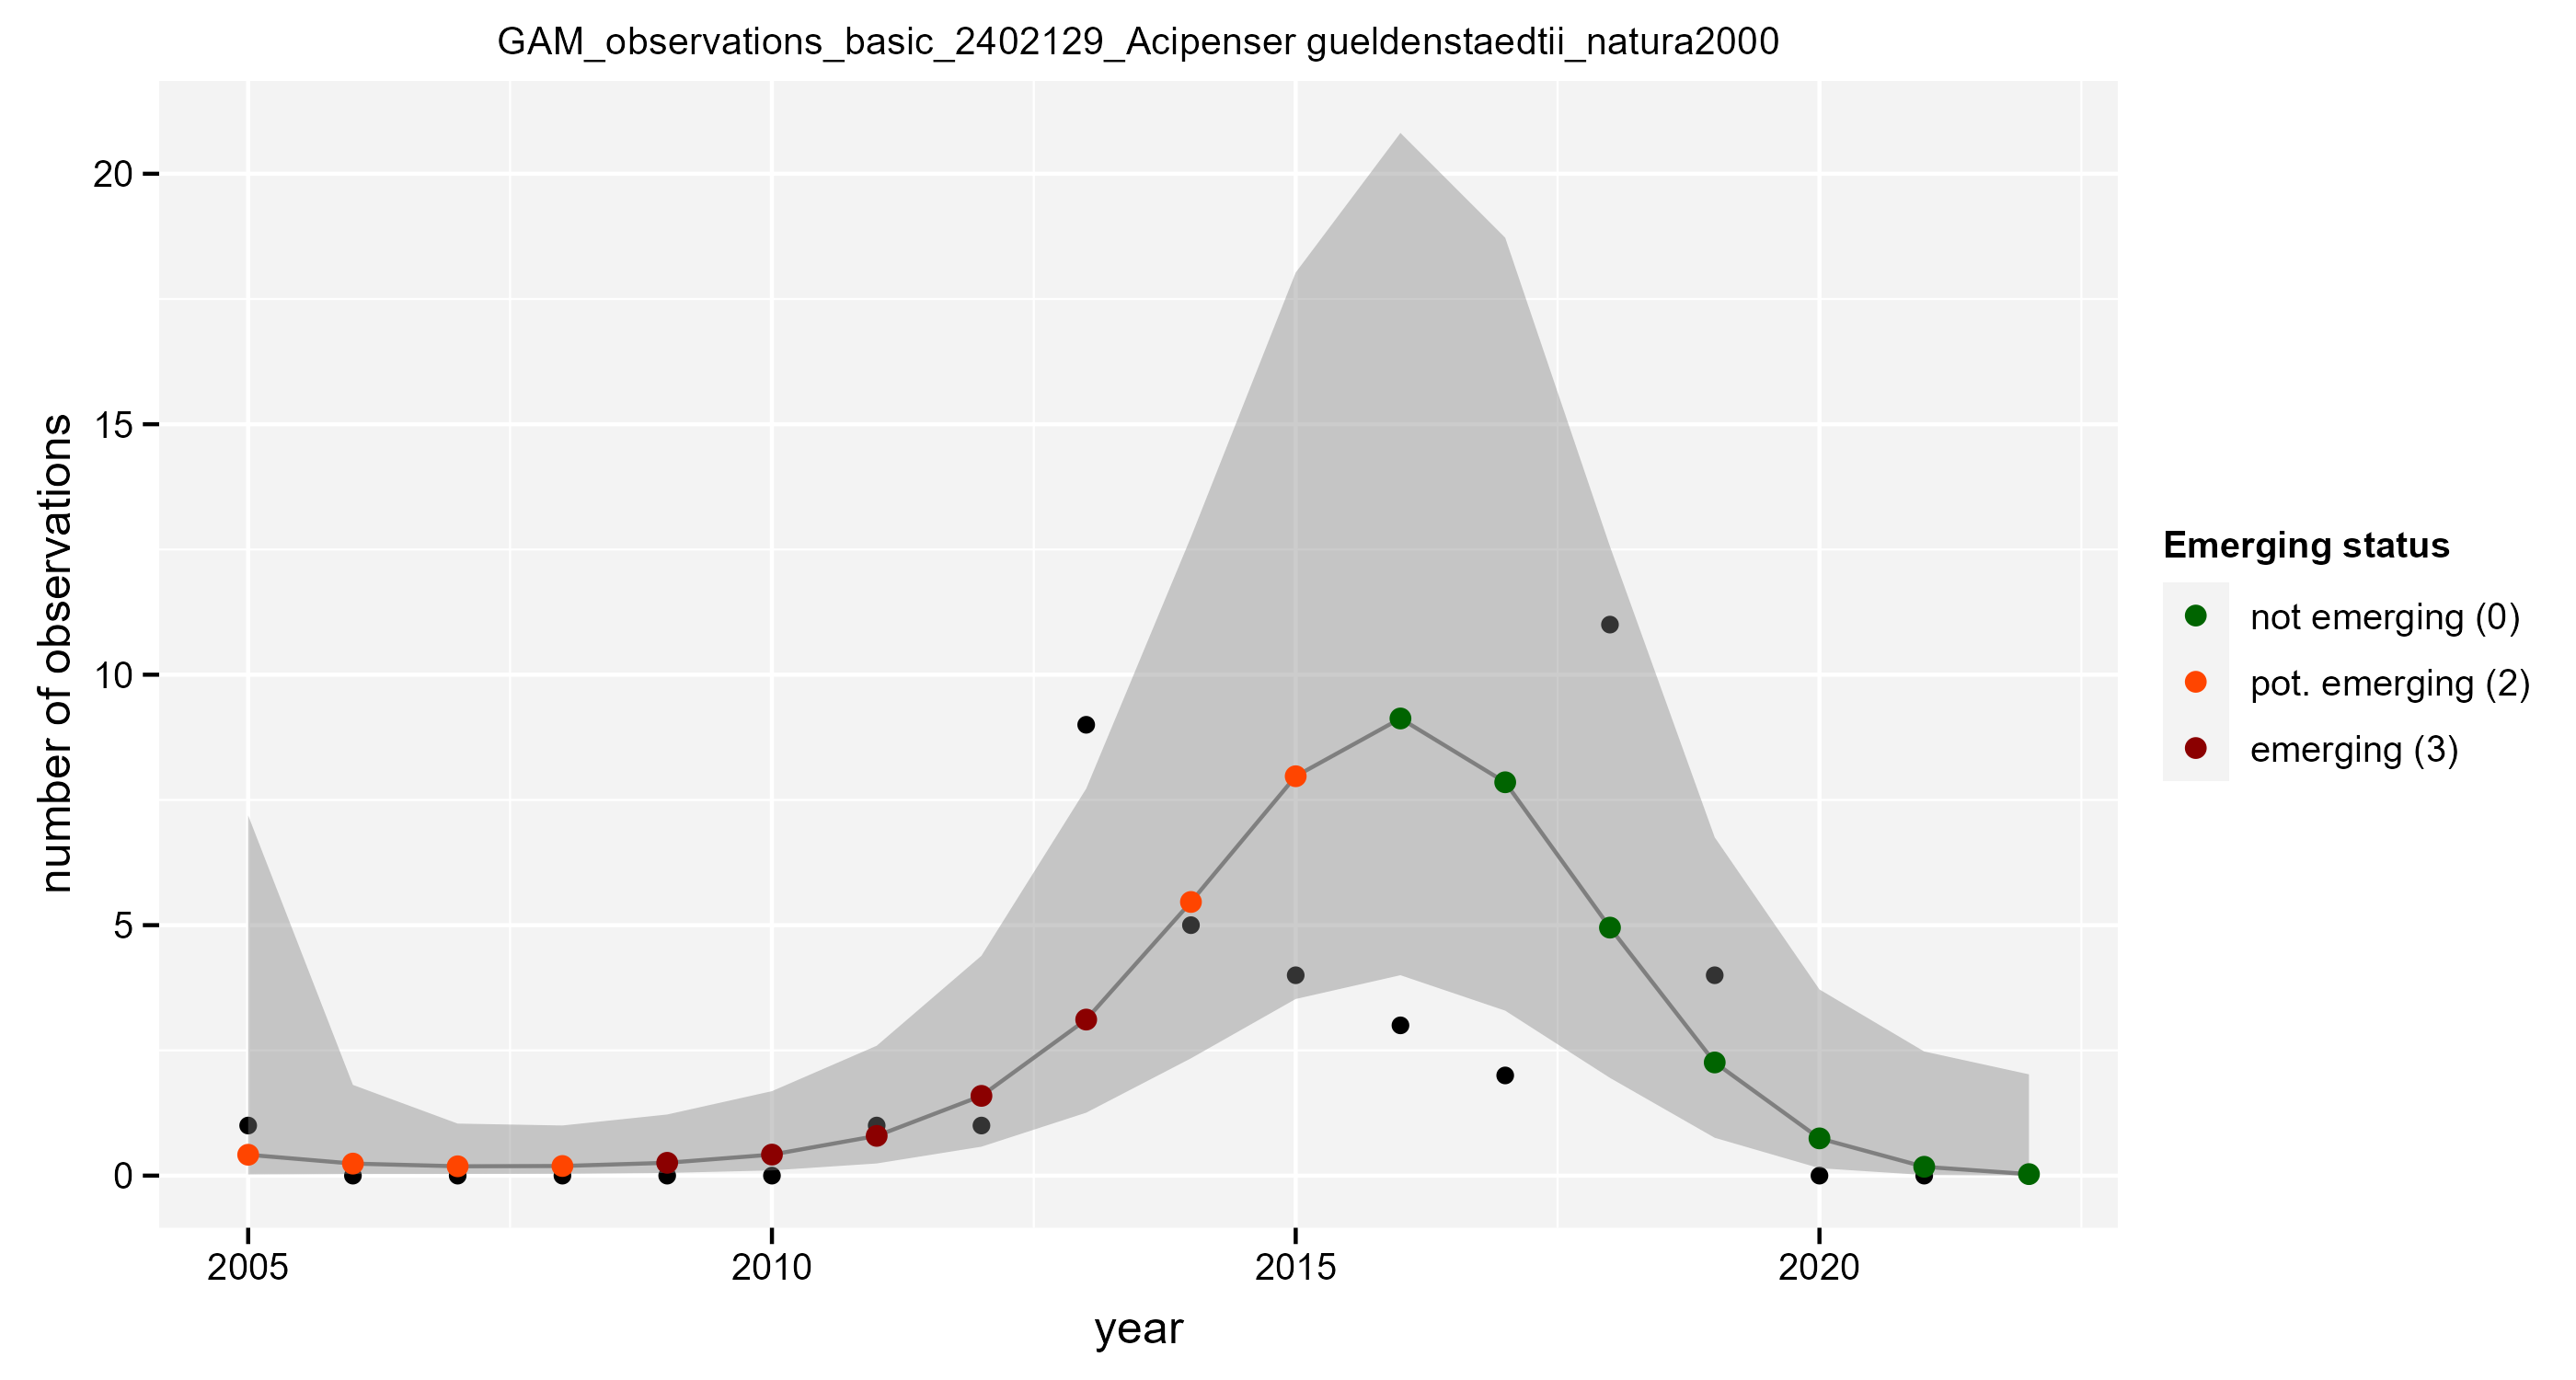 GAM_observations_basic_2402129_Acipenser gueldenstaedtii_natura2000
number of observations
20
15
10
5
0
2005
2010
2015
2020
year
Emerging status
not emerging (0)
pot. emerging (2)
emerging (3)